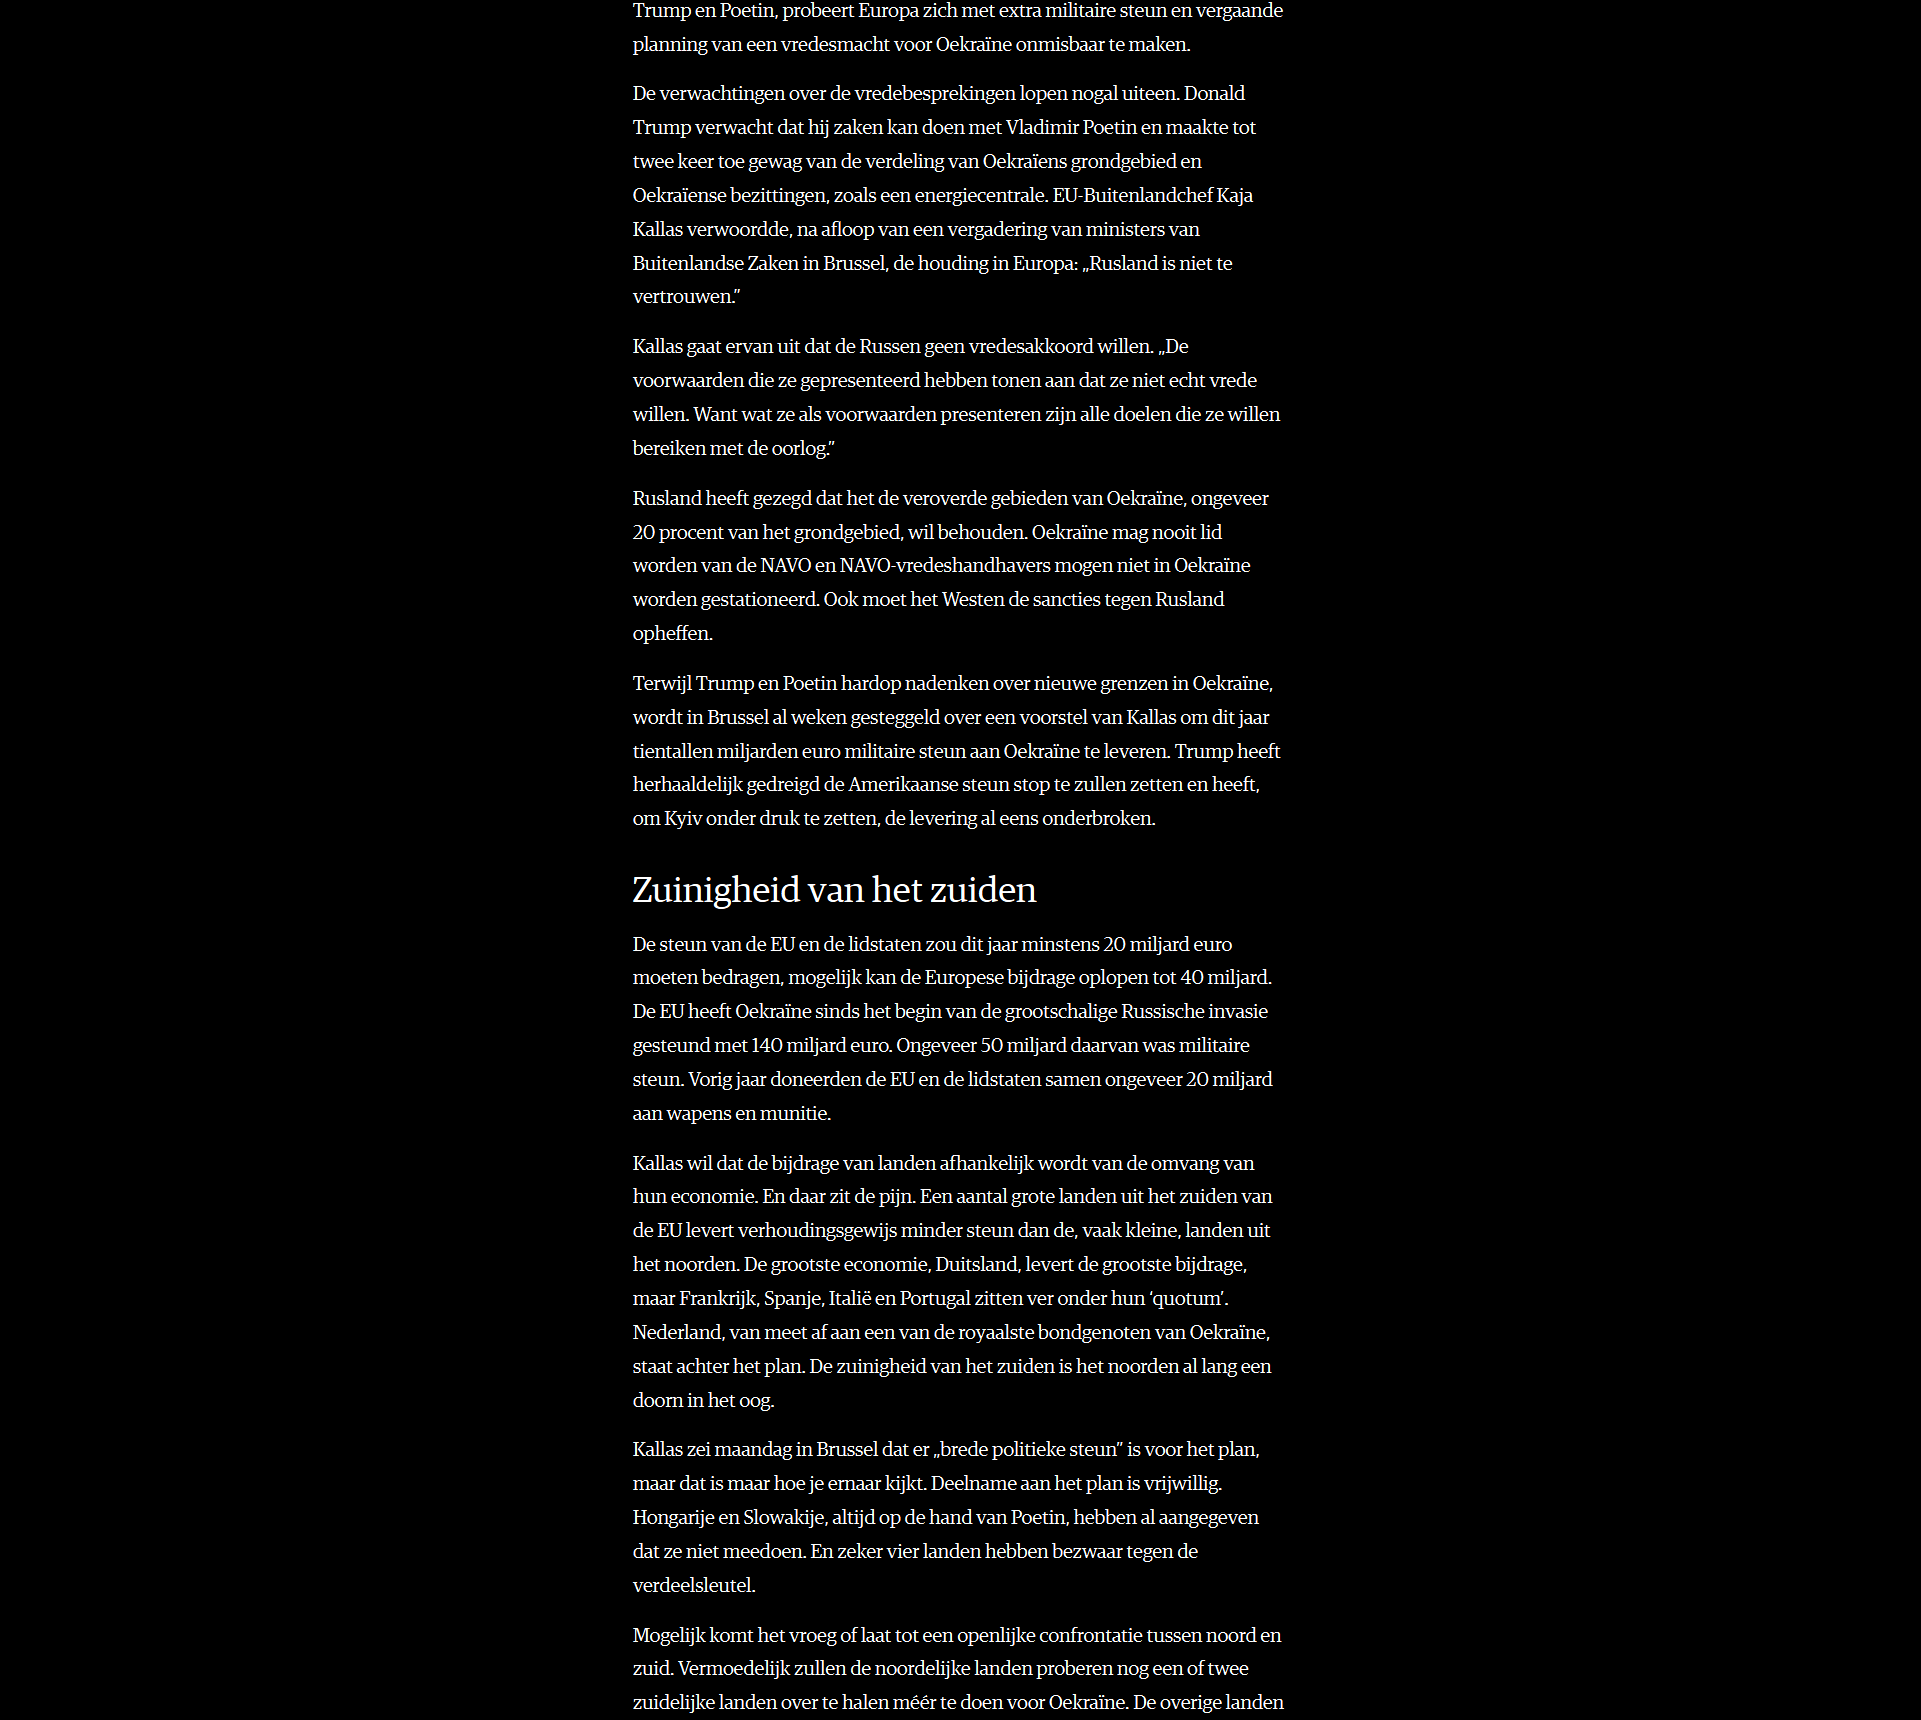 Trump en Poetin, probeert Europa zich met extra militaire steun en vergaande
planning van een vredesmacht voor Oekraïne onmisbaar te maken.
De verwachtingen over de vredebesprekingen lopen nogal uiteen. Donald
Trump verwacht dat hij zaken kan doen met Vladimir Poetin en maakte tot
twee keer toe gewag van de verdeling van Oekraïens grondgebied en
Oekraïense bezittingen, zoals een energiecentrale. EU-Buitenlandchef Kaja
Kallas verwoordde, na afloop van een vergadering van ministers van
Buitenlandse Zaken in Brussel, de houding in Europa: „Rusland is niet te
vertrouwen.”
Kallas gaat ervan uit dat de Russen geen vredesakkoord willen. „De
voorwaarden die ze gepresenteerd hebben tonen aan dat ze niet echt vrede
willen. Want wat ze als voorwaarden presenteren zijn alle doelen die ze willen
bereiken met de oorlog.”
Rusland heeft gezegd dat het de veroverde gebieden van Oekraïne, ongeveer
20 procent van het grondgebied, wil behouden. Oekraïne mag nooit lid
worden van de NAVO en NAVO-vredeshandhavers mogen niet in Oekraïne
worden gestationeerd. Ook moet het Westen de sancties tegen Rusland
opheffen.
Terwijl Trump en Poetin hardop nadenken over nieuwe grenzen in Oekraïne,
wordt in Brussel al weken gesteggeld over een voorstel van Kallas om dit jaar
tientallen miljarden euro militaire steun aan Oekraïne te leveren. Trump heeft
herhaaldelijk gedreigd de Amerikaanse steun stop te zullen zetten en heeft,
om Kyiv onder druk te zetten, de levering al eens onderbroken.
Zuinigheid van het zuiden
De steun van de EU en de lidstaten zou dit jaar minstens 20 miljard euro
moeten bedragen, mogelijk kan de Europese bijdrage oplopen tot 40 miljard.
De EU heeft Oekraïne sinds het begin van de grootschalige Russische invasie
gesteund met 140 miljard euro. Ongeveer 50 miljard daarvan was militaire
steun. Vorig jaar doneerden de EU en de lidstaten samen ongeveer 20 miljard
aan wapens en munitie.
Kallas wil dat de bijdrage van landen afhankelijk wordt van de omvang van
hun economie. En daar zit de pijn. Een aantal grote landen uit het zuiden van
de EU levert verhoudingsgewijs minder steun dan de, vaak kleine, landen uit
het noorden. De grootste economie, Duitsland, levert de grootste bijdrage,
maar Frankrijk, Spanje, Italië en Portugal zitten ver onder hun ‘quotum’.
Nederland, van meet af aan een van de royaalste bondgenoten van Oekraïne,
staat achter het plan. De zuinigheid van het zuiden is het noorden al lang een
doorn in het oog.
Kallas zei maandag in Brussel dat er „brede politieke steun” is voor het plan,
maar dat is maar hoe je ernaar kijkt. Deelname aan het plan is vrijwillig.
Hongarije en Slowakije, altijd op de hand van Poetin, hebben al aangegeven
dat ze niet meedoen. En zeker vier landen hebben bezwaar tegen de
verdeelsleutel.
Mogelijk komt het vroeg of laat tot een openlijke confrontatie tussen noord en
zuid. Vermoedelijk zullen de noordelijke landen proberen nog een of twee
zuidelijke landen over te halen méér te doen voor Oekraïne. De overige landen